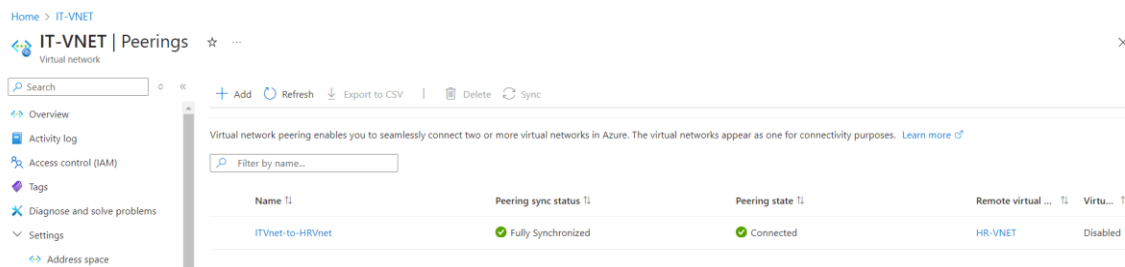 Home > IT-VNET
IT-VNET | Peerings
Virtual network
Search
Add Refresh Export to CSV | Delete Sync
Overview
Activity log
Access control (IAM)
Tags
Diagnose and solve problems
Settings
Address space
Virtual network peering enables you to seamlessly connect two or more virtual networks in Azure. The virtual networks appear as one for connectivity purposes. Learn more
Filter by name...
Name Peering sync status Peering state Remote virtual ... Virtu...
ITVnet-to-HRVnet Fully Synchronized Connected HR-VNET Disabled